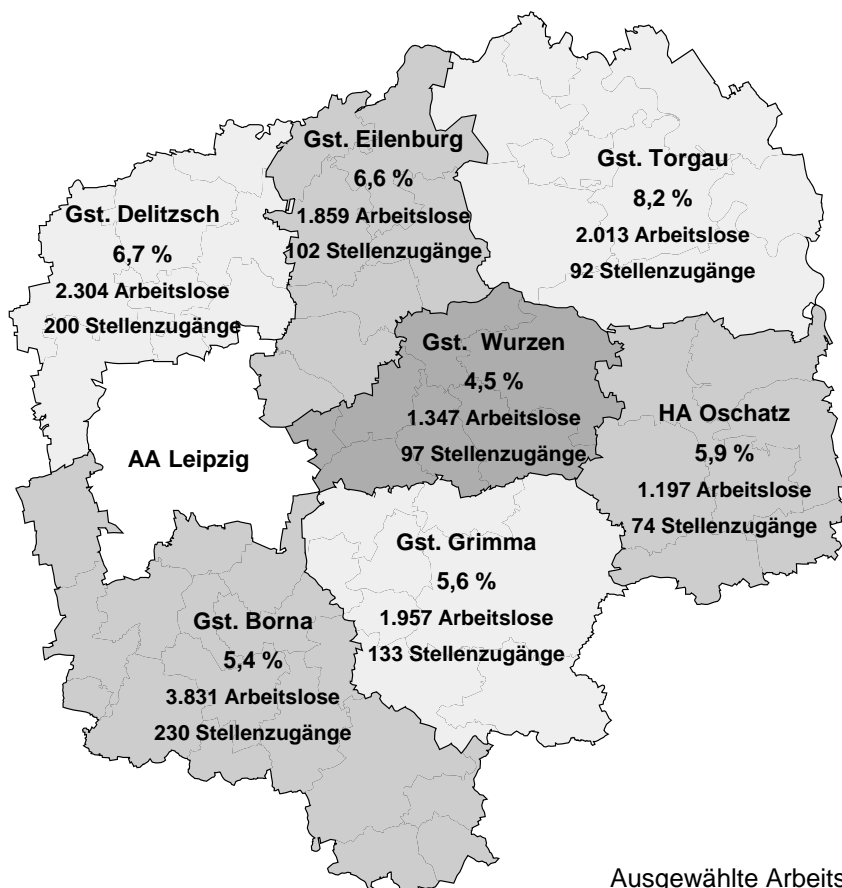 Gst. Eilenburg
6,6 %
1.859 Arbeitslose
102 Stellenzugänge
Gst. Torgau
8,2 %
2.013 Arbeitslose
92 Stellenzugänge
Gst. Delitzsch
6,7 %
2.304 Arbeitslose
200 Stellenzugänge
Gst. Wurzen
4,5 %
1.347 Arbeitslose
97 Stellenzugänge
HA Oschatz
5,9 %
1.197 Arbeitslose
74 Stellenzugänge
AA Leipzig
Gst. Grimma
5,6 %
1.957 Arbeitslose
133 Stellenzugänge
Gst. Borna
5,4 %
3.831 Arbeitslose
230 Stellenzugänge
Ausgewählte Arbeits